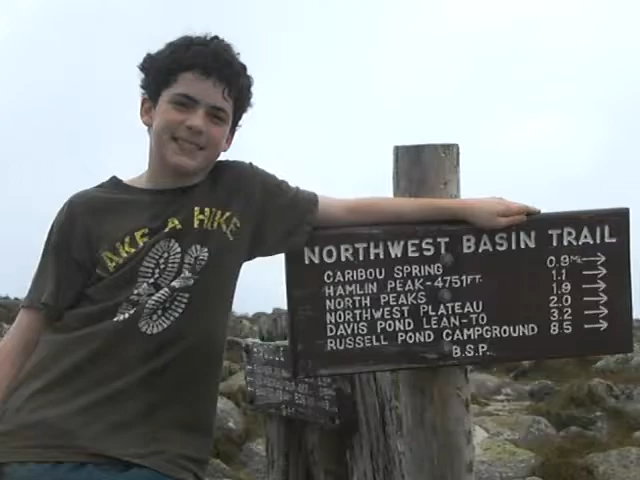 AKE A HIKE
NORTHWEST BASIN TRAIL
CARIBOU SPRING 0.9 MI →
HAMLIN PEAK-4751 FT. 1.1 →
NORTH PEAKS 1.9 →
NORTHWEST PLATEAU 2.0 →
DAVIS POND LEAN-TO 3.2 →
RUSSELL POND CAMPGROUND 8.5 →
B.S.P.